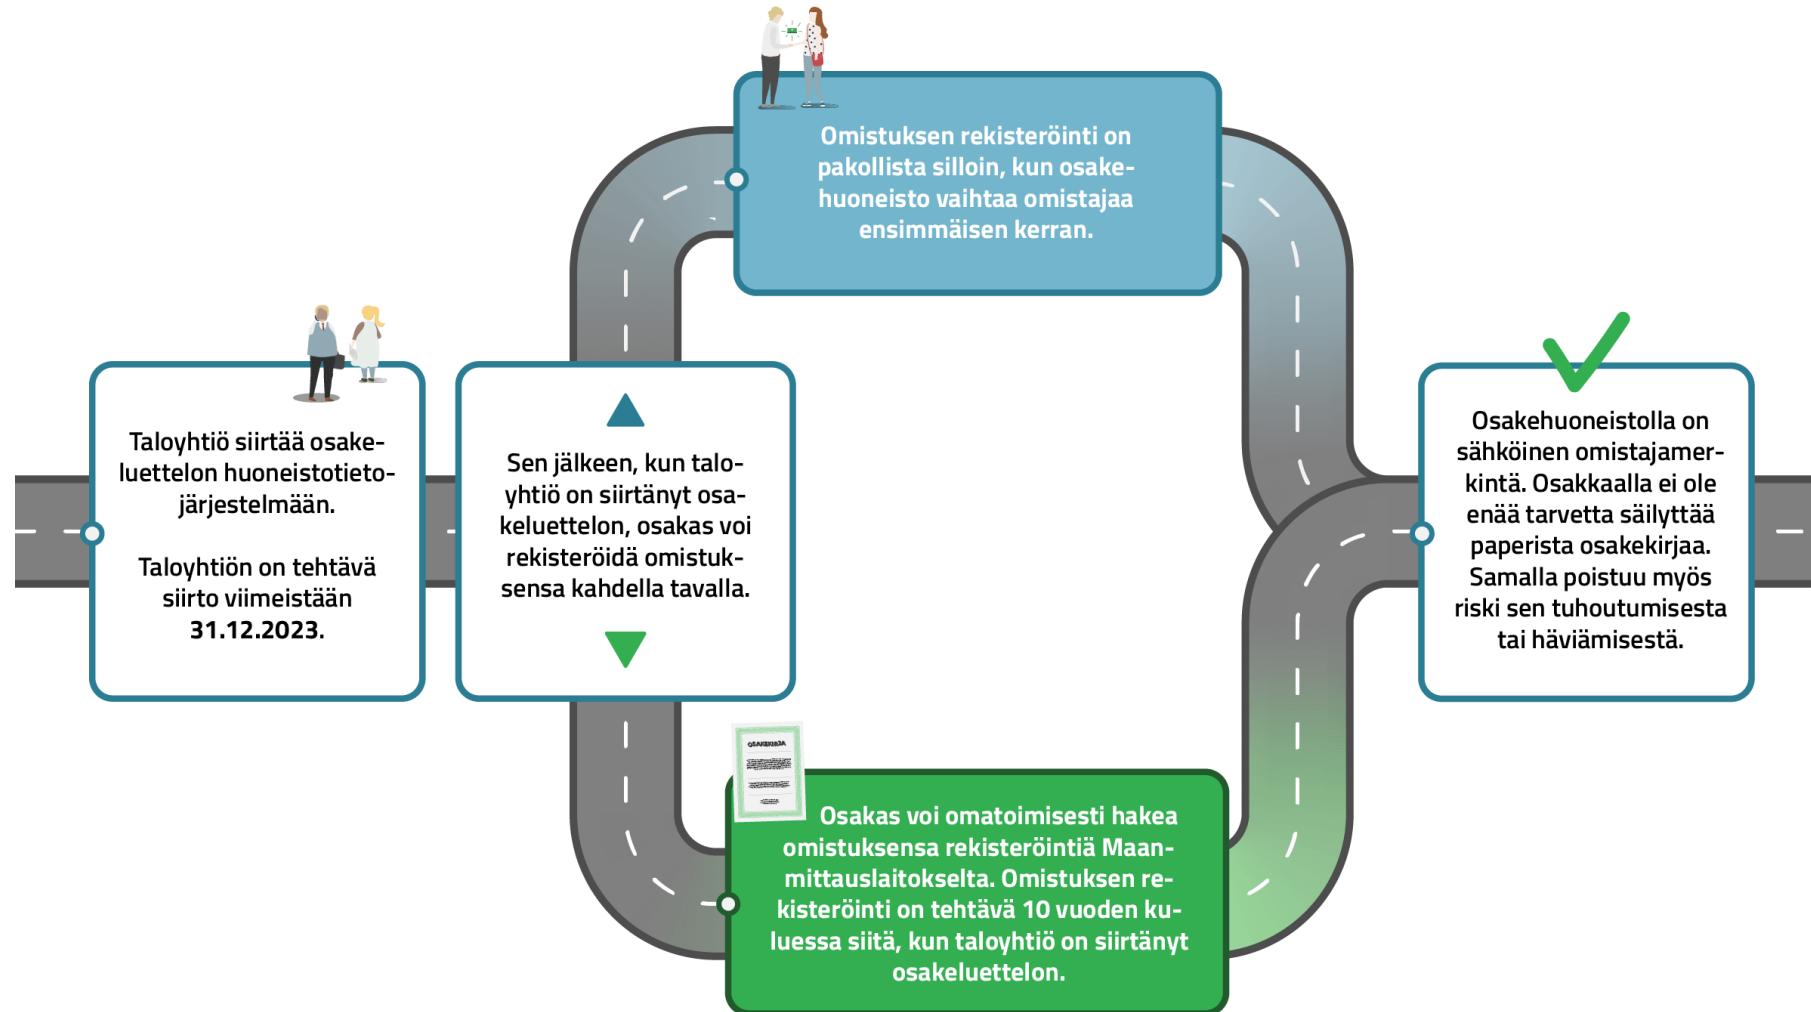 Taloyhtiö siirtää osake-
luettelon huoneistotieto-
järjestelmään.
Taloyhtiön on tehtävä
siirto viimeistään
31.12.2023.
Sen jälkeen, kun talo-
yhtiö on siirtänyt osa-
keluettelon, osakas voi
rekisteröidä omistuk-
sensa kahdella tavalla.
Omistuksen rekisteröinti on
pakollista silloin, kun osake-
huoneisto vaihtaa omistajaa
ensimmäisen kerran.
OSAKEKIRJA
Osakas voi omatoimisesti hakea
omistuksensa rekisteröintiä Maan-
mittauslaitokselta. Omistuksen re-
kisteröinti on tehtävä 10 vuoden ku-
luessa siitä, kun taloyhtiö on siirtänyt
osakeluettelon.
Osakehuoneistolla on
sähköinen omistajamer-
kintä. Osakkaalla ei ole
enää tarvetta säilyttää
paperista osakekirjaa.
Samalla poistuu myös
riski sen tuhoutumisesta
tai häviämisestä.